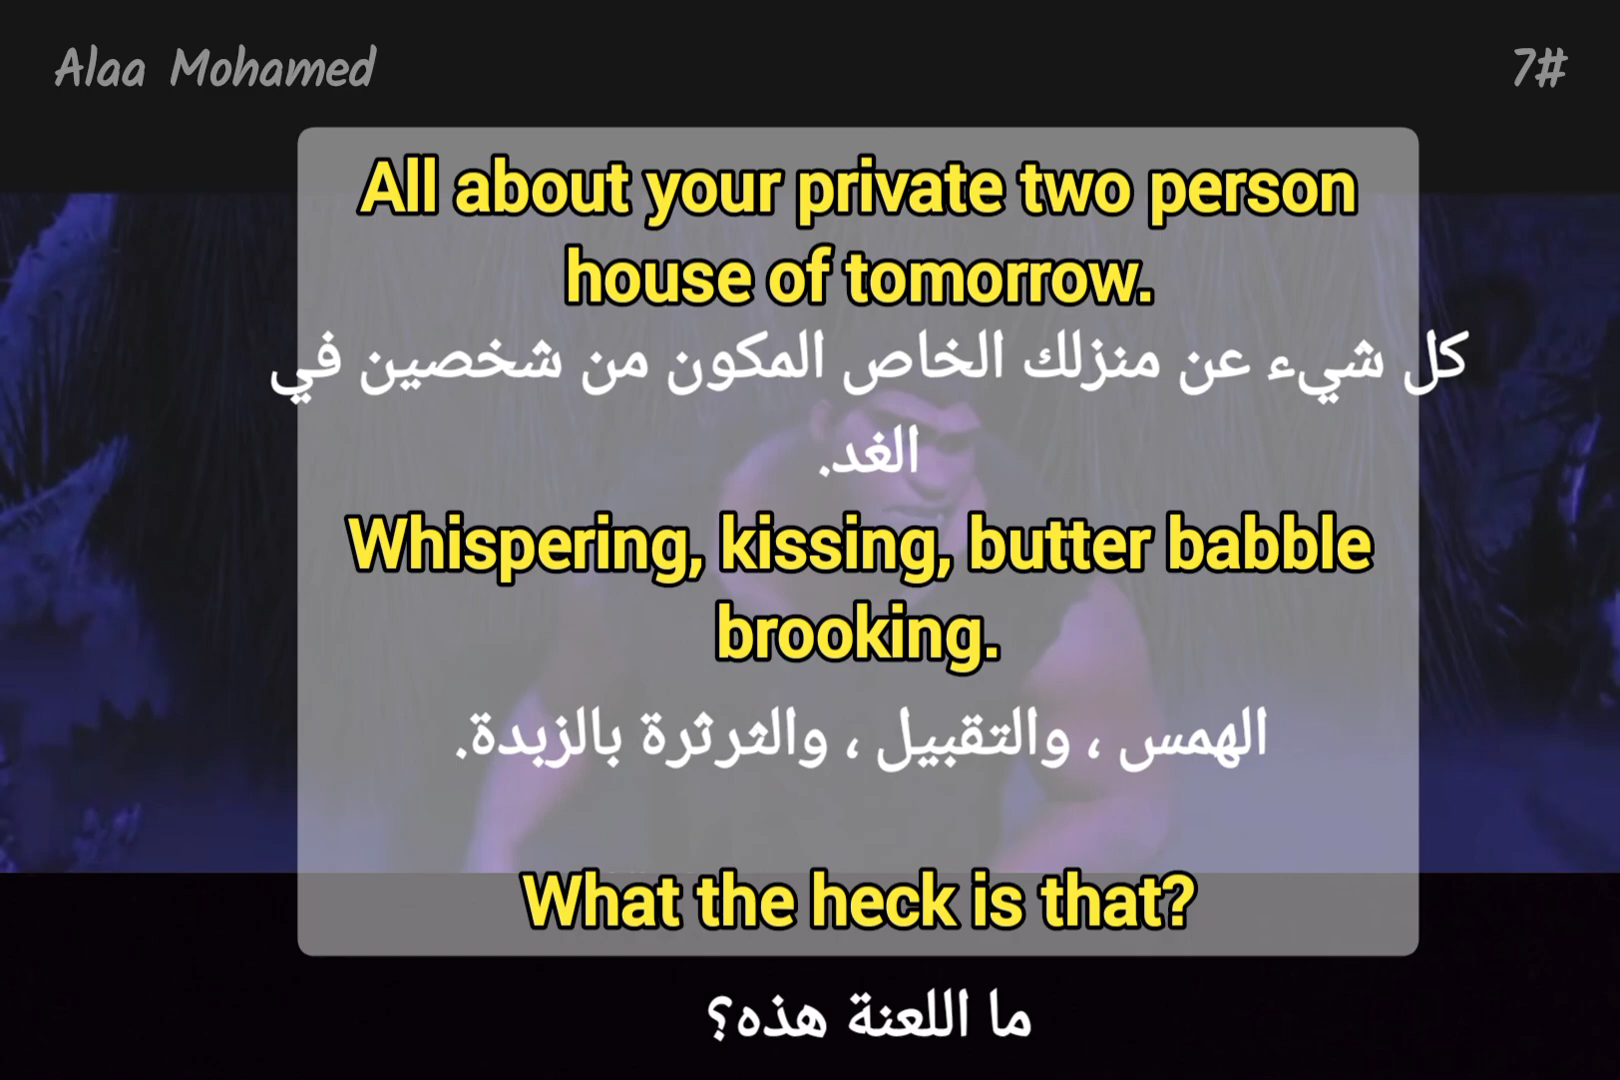 Alaa Mohamed
7#
All about your private two person
house of tomorrow.
كل شيء عن منزلك الخاص المكون من شخصين في
الغد.
Whispering, kissing, butter babble
brooking.
الهمس ، والتقبيل ، والثرثرة بالزبدة.
What the heck is that?
ما اللعنة هذه؟